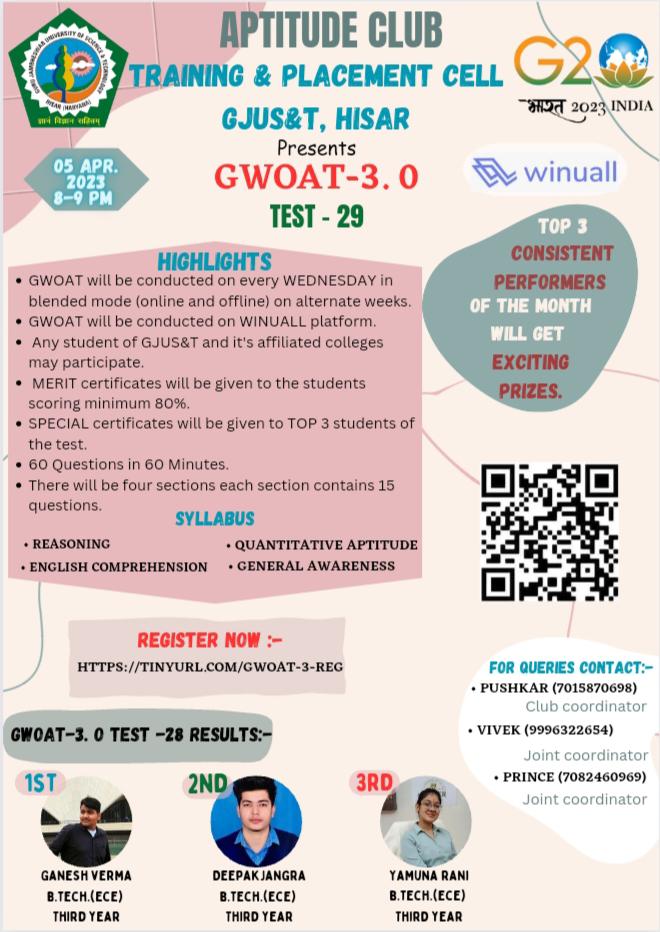 APTITUDE CLUB
TRAINING & PLACEMENT CELL
GJUS&T, HISAR
Presents
GWOAT-3. 0
TEST - 29
GURU JAMBHESHWAR UNIVERSITY OF SCIENCE & TECHNOLOGY
HISAR (HARYANA)
ज्ञानं विज्ञान सहितम्
G20
भारत 2023 INDIA
05 APR.
2023
8-9 PM
winuall
TOP 3
CONSISTENT
PERFORMERS
OF THE MONTH
WILL GET
EXCITING
PRIZES.
HIGHLIGHTS
• GWOAT will be conducted on every WEDNESDAY in
blended mode (online and offline) on alternate weeks.
• GWOAT will be conducted on WINUALL platform.
• Any student of GJUS&T and it's affiliated colleges
may participate.
• MERIT certificates will be given to the students
scoring minimum 80%.
• SPECIAL certificates will be given to TOP 3 students of
the test.
• 60 Questions in 60 Minutes.
• There will be four sections each section contains 15
questions.
SYLLABUS
• REASONING
• QUANTITATIVE APTITUDE
• ENGLISH COMPREHENSION
• GENERAL AWARENESS
REGISTER NOW :-
HTTPS://TINYURL.COM/GWOAT-3-REG
FOR QUERIES CONTACT:-
• PUSHKAR (7015870698)
Club coordinator
• VIVEK (9996322654)
Joint coordinator
• PRINCE (7082460969)
Joint coordinator
GWOAT-3. 0 TEST -28 RESULTS:-
1ST
GANESH VERMA
B.TECH.(ECE)
THIRD YEAR
2ND
DEEPAK JANGRA
B.TECH.(ECE)
THIRD YEAR
3RD
YAMUNA RANI
B.TECH.(ECE)
THIRD YEAR